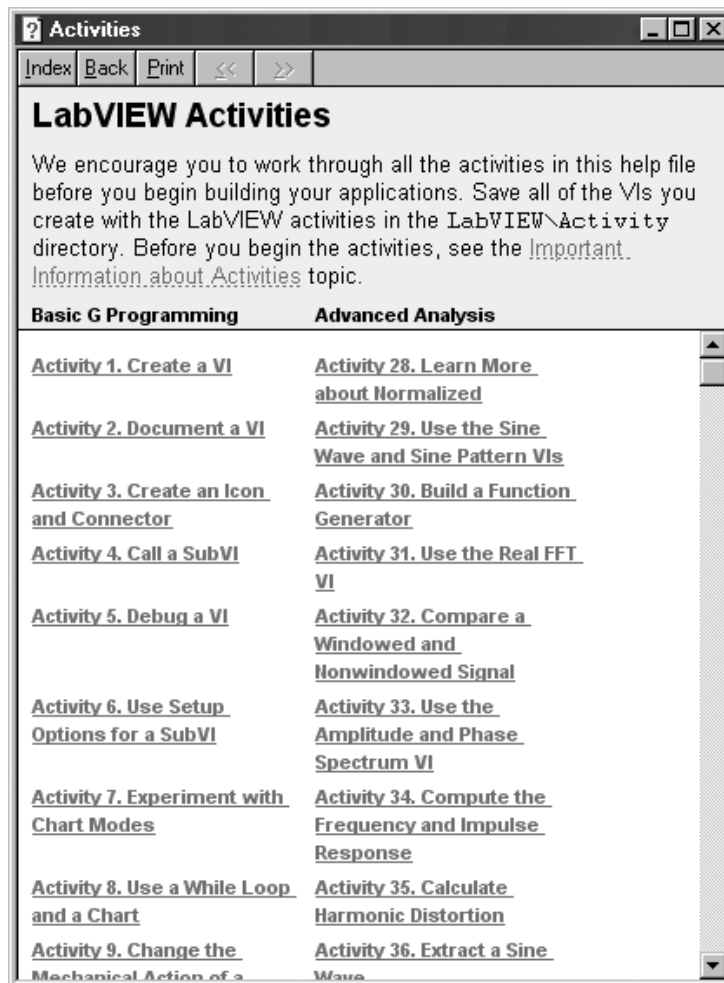 Activities
Index Back Print << >>
LabVIEW Activities
We encourage you to work through all the activities in this help file
before you begin building your applications. Save all of the VIs you
create with the LabVIEW activities in the LabVIEW\Activity
directory. Before you begin the activities, see the Important
Information about Activities topic.
Basic G Programming
Advanced Analysis
Activity 1. Create a VI
Activity 2. Document a VI
Activity 3. Create an Icon
and Connector
Activity 4. Call a SubVI
Activity 5. Debug a VI
Activity 6. Use Setup
Options for a SubVI
Activity 7. Experiment with
Chart Modes
Activity 8. Use a While Loop
and a Chart
Activity 9. Change the
Mechanical Action of a
Activity 28. Learn More
about Normalized
Activity 29. Use the Sine
Wave and Sine Pattern VIs
Activity 30. Build a Function
Generator
Activity 31. Use the Real FFT
VI
Activity 32. Compare a
Windowed and
Nonwindowed Signal
Activity 33. Use the
Amplitude and Phase
Spectrum VI
Activity 34. Compute the
Frequency and Impulse
Response
Activity 35. Calculate
Harmonic Distortion
Activity 36. Extract a Sine
Wave